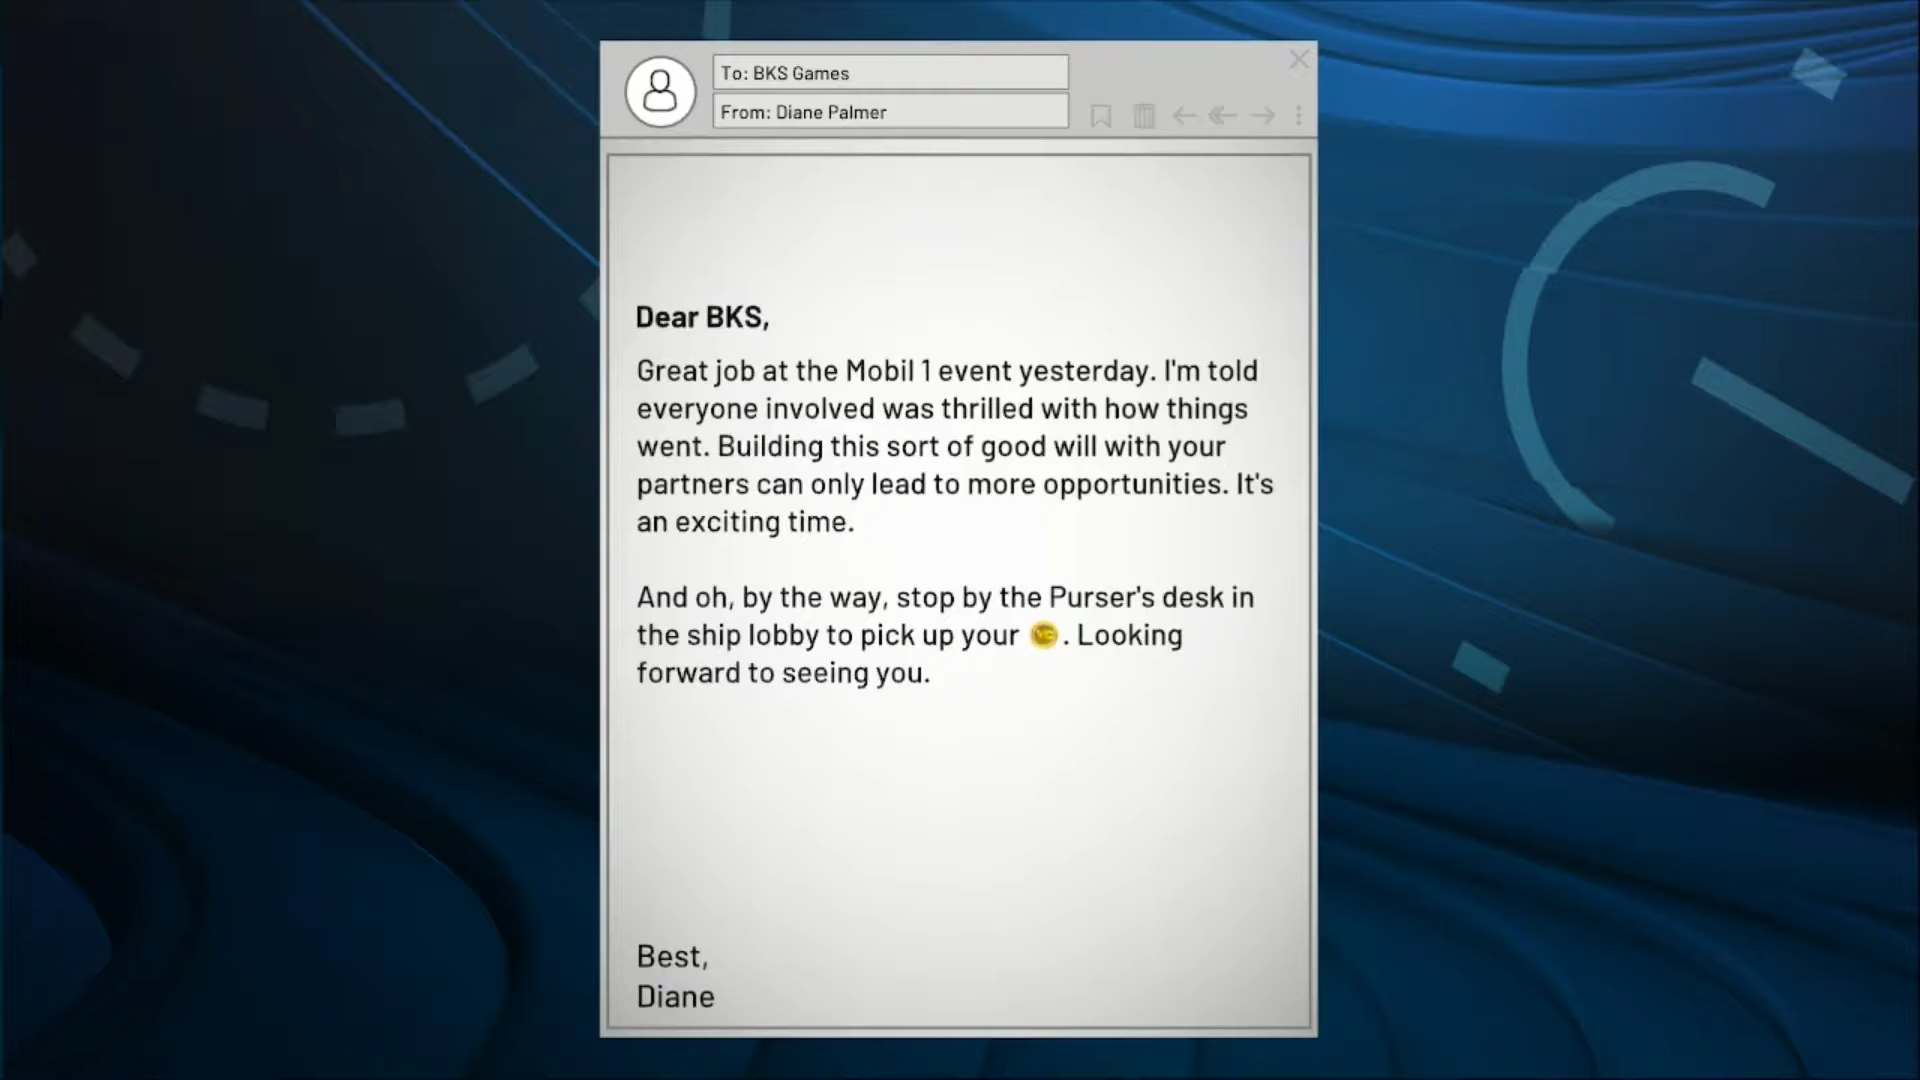 To: BKS Games
From: Diane Palmer
Dear BKS,
Great job at the Mobil 1 event yesterday. I'm told
everyone involved was thrilled with how things
went. Building this sort of good will with your
partners can only lead to more opportunities. It's
an exciting time.
And oh, by the way, stop by the Purser's desk in
the ship lobby to pick up your . Looking
forward to seeing you.
Best,
Diane